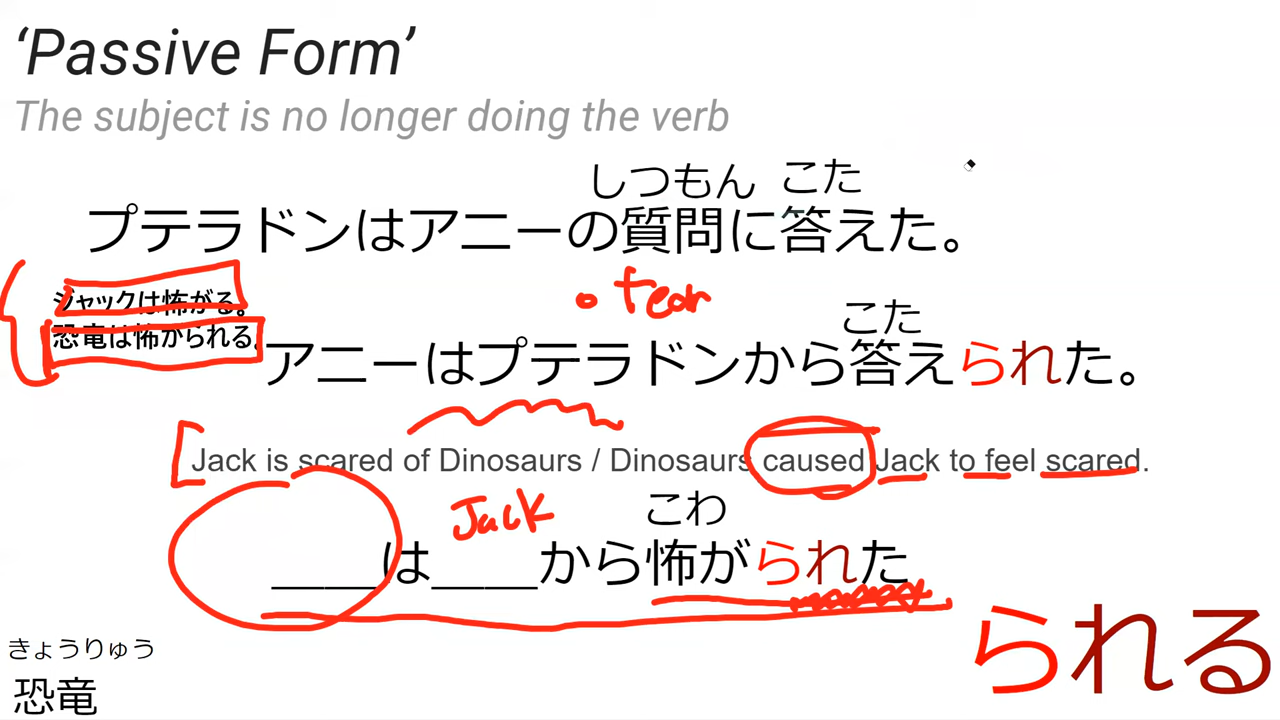 ‘Passive Form’
The subject is no longer doing the verb
しつもん こた
プテラドンはアニーの質問に答えた。
ジャックは怖がる。
fear
恐竜は怖がられる.
こた
アニーはプテラドンから答えられた。
Jack is scared of Dinosaurs / Dinosaurs caused Jack to feel scared.
Jack
こわ
____は____から怖がられた
られる
きょうりゅう
恐竜